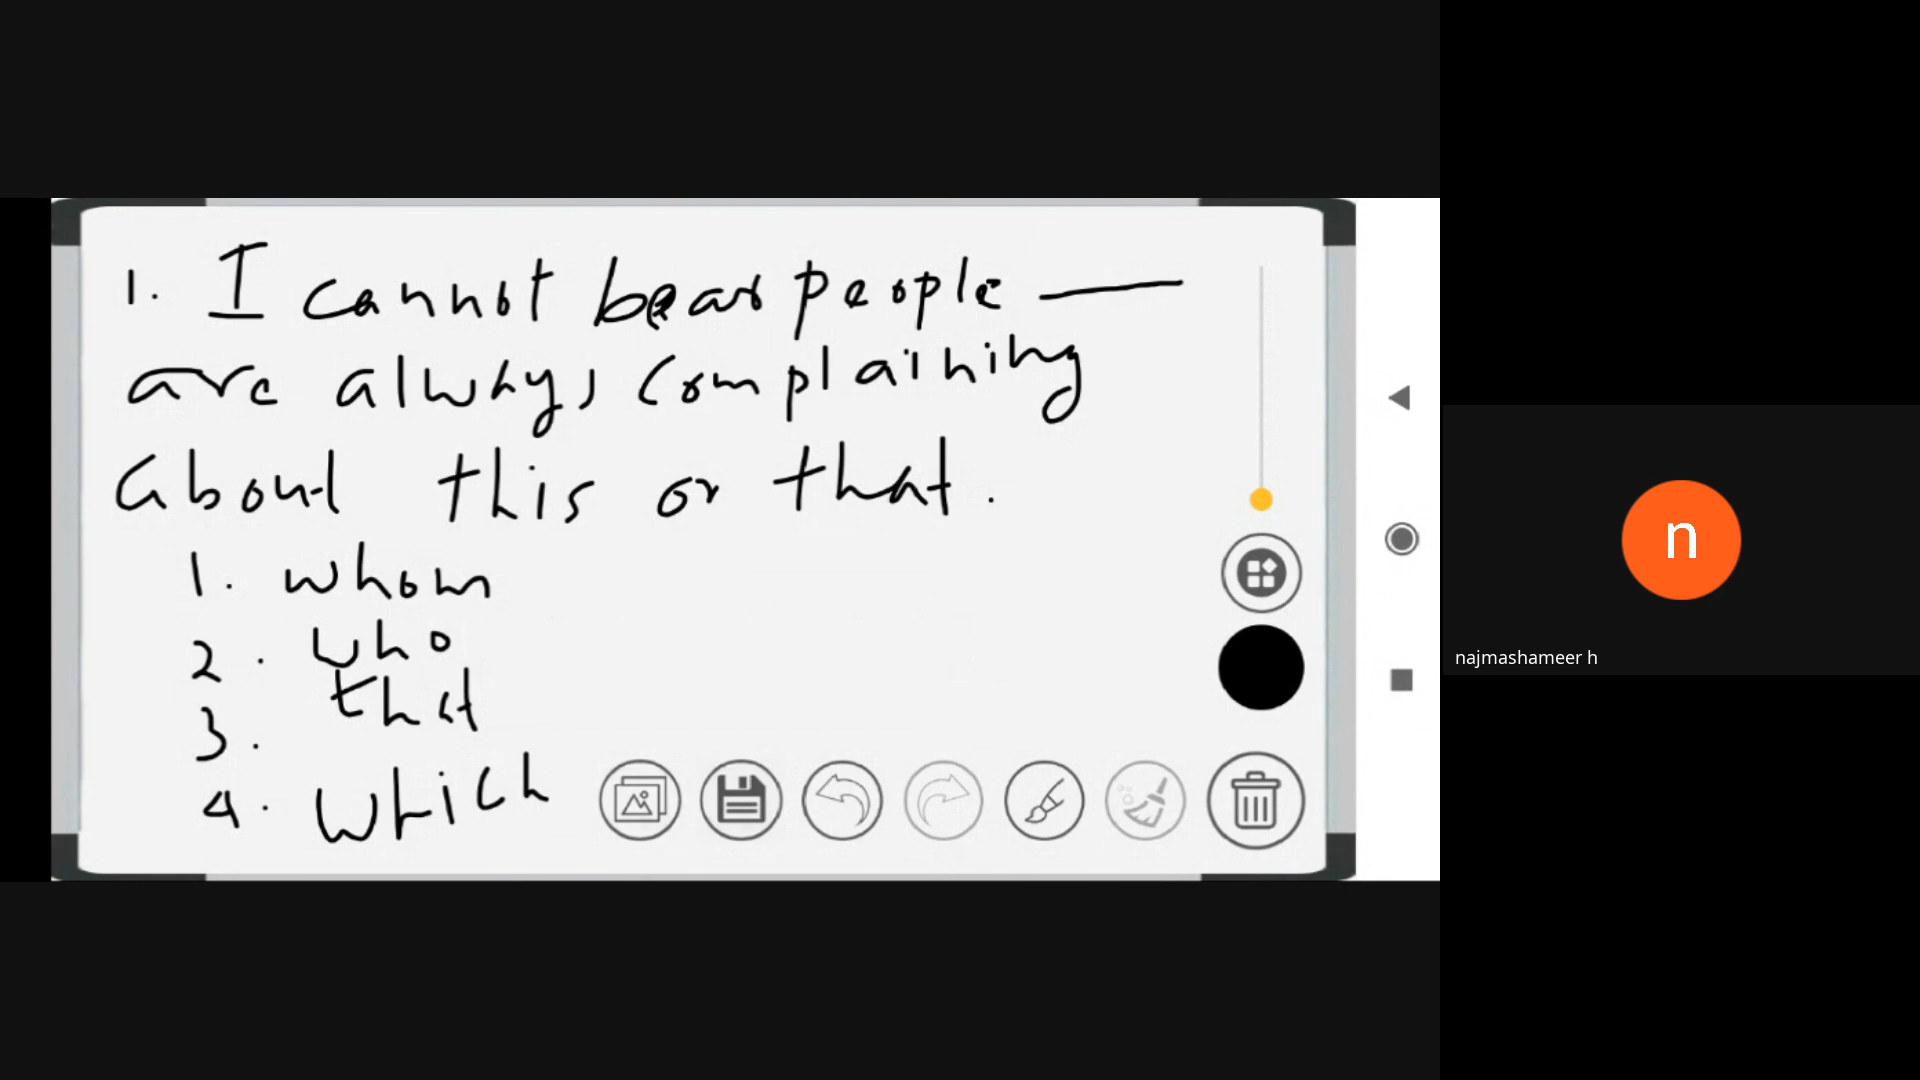 1. I cannot bear people —
are always complaining
about this or that.
1. whom
2. who
3. that
4. which
n
najmashameer h